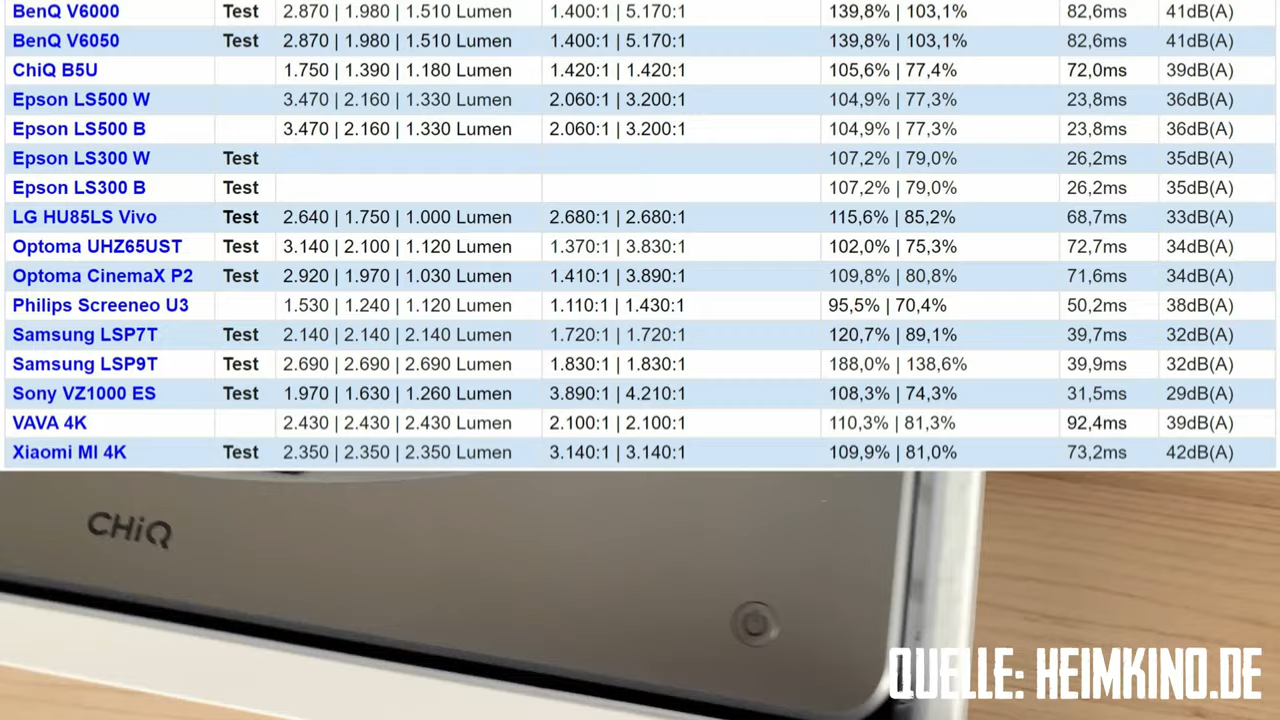 BenQ V6000 Test 2.870 | 1.980 | 1.510 Lumen 1.400:1 | 5.170:1 139,8% | 103,1% 82,6ms 41dB(A)
BenQ V6050 Test 2.870 | 1.980 | 1.510 Lumen 1.400:1 | 5.170:1 139,8% | 103,1% 82,6ms 41dB(A)
ChiQ B5U 1.750 | 1.390 | 1.180 Lumen 1.420:1 | 1.420:1 105,6% | 77,4% 72,0ms 39dB(A)
Epson LS500 W 3.470 | 2.160 | 1.330 Lumen 2.060:1 | 3.200:1 104,9% | 77,3% 23,8ms 36dB(A)
Epson LS500 B 3.470 | 2.160 | 1.330 Lumen 2.060:1 | 3.200:1 104,9% | 77,3% 23,8ms 36dB(A)
Epson LS300 W Test 107,2% | 79,0% 26,2ms 35dB(A)
Epson LS300 B Test 107,2% | 79,0% 26,2ms 35dB(A)
LG HU85LS Vivo Test 2.640 | 1.750 | 1.000 Lumen 2.680:1 | 2.680:1 115,6% | 85,2% 68,7ms 33dB(A)
Optoma UHZ65UST Test 3.140 | 2.100 | 1.120 Lumen 1.370:1 | 3.830:1 102,0% | 75,3% 72,7ms 34dB(A)
Optoma CinemaX P2 Test 2.920 | 1.970 | 1.030 Lumen 1.410:1 | 3.890:1 109,8% | 80,8% 71,6ms 34dB(A)
Philips Screeneo U3 1.530 | 1.240 | 1.120 Lumen 1.110:1 | 1.430:1 95,5% | 70,4% 50,2ms 38dB(A)
Samsung LSP7T Test 2.140 | 2.140 | 2.140 Lumen 1.720:1 | 1.720:1 120,7% | 89,1% 39,7ms 32dB(A)
Samsung LSP9T Test 2.690 | 2.690 | 2.690 Lumen 1.830:1 | 1.830:1 188,0% | 138,6% 39,9ms 32dB(A)
Sony VZ1000 ES Test 1.970 | 1.630 | 1.260 Lumen 3.890:1 | 4.210:1 108,3% | 74,3% 31,5ms 29dB(A)
VAVA 4K 2.430 | 2.430 | 2.430 Lumen 2.100:1 | 2.100:1 110,3% | 81,3% 92,4ms 39dB(A)
Xiaomi MI 4K Test 2.350 | 2.350 | 2.350 Lumen 3.140:1 | 3.140:1 109,9% | 81,0% 73,2ms 42dB(A)
CHiQ
QUELLE: HEIMKINO.DE